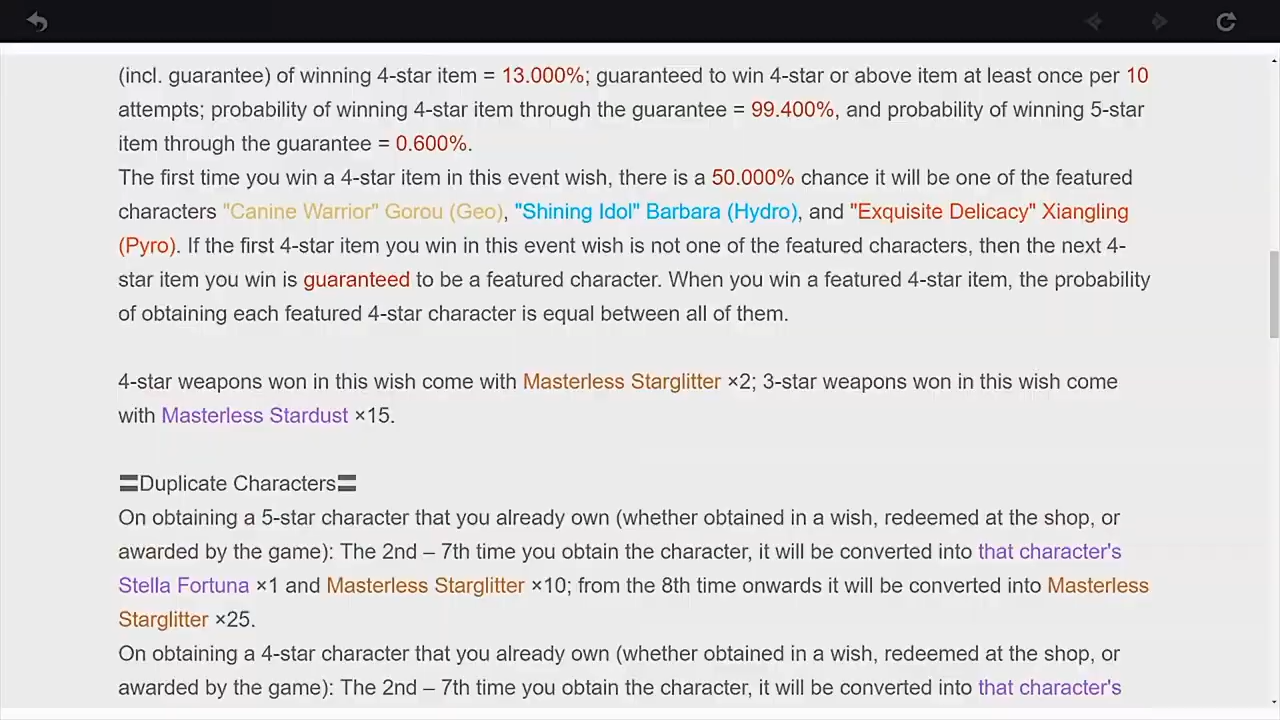 (incl. guarantee) of winning 4-star item = 13.000%; guaranteed to win 4-star or above item at least once per 10
attempts; probability of winning 4-star item through the guarantee = 99.400%, and probability of winning 5-star
item through the guarantee = 0.600%.
The first time you win a 4-star item in this event wish, there is a 50.000% chance it will be one of the featured
characters "Canine Warrior" Gorou (Geo), "Shining Idol" Barbara (Hydro), and "Exquisite Delicacy" Xiangling
(Pyro). If the first 4-star item you win in this event wish is not one of the featured characters, then the next 4-
star item you win is guaranteed to be a featured character. When you win a featured 4-star item, the probability
of obtaining each featured 4-star character is equal between all of them.
4-star weapons won in this wish come with Masterless Starglitter ×2; 3-star weapons won in this wish come
with Masterless Stardust ×15.
〓Duplicate Characters〓
On obtaining a 5-star character that you already own (whether obtained in a wish, redeemed at the shop, or
awarded by the game): The 2nd – 7th time you obtain the character, it will be converted into that character's
Stella Fortuna ×1 and Masterless Starglitter ×10; from the 8th time onwards it will be converted into Masterless
Starglitter ×25.
On obtaining a 4-star character that you already own (whether obtained in a wish, redeemed at the shop, or
awarded by the game): The 2nd – 7th time you obtain the character, it will be converted into that character's